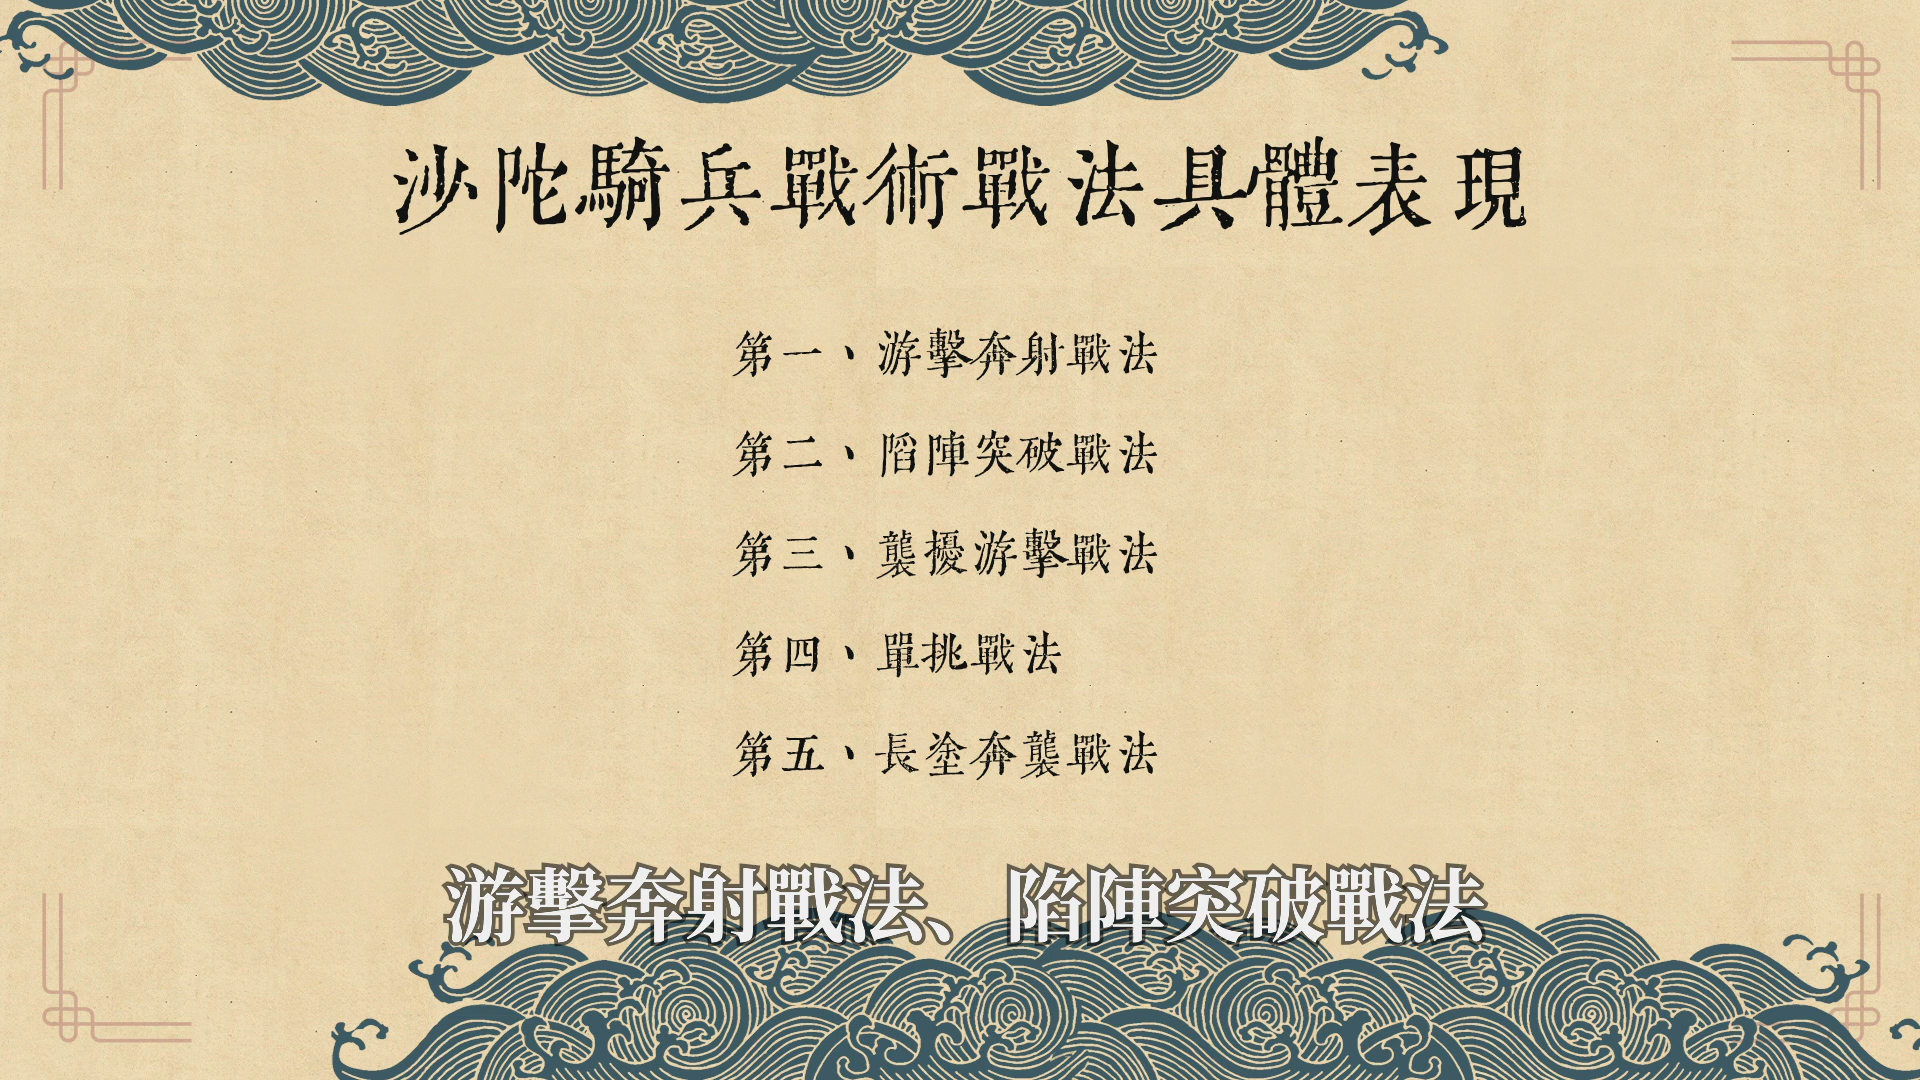 沙陀騎兵戰術戰法具體表現
第一、游擊奔射戰法
第二、陷陣突破戰法
第三、襲擾游擊戰法
第四、單挑戰法
第五、長塗奔襲戰法
游擊奔射戰法、陷陣突破戰法